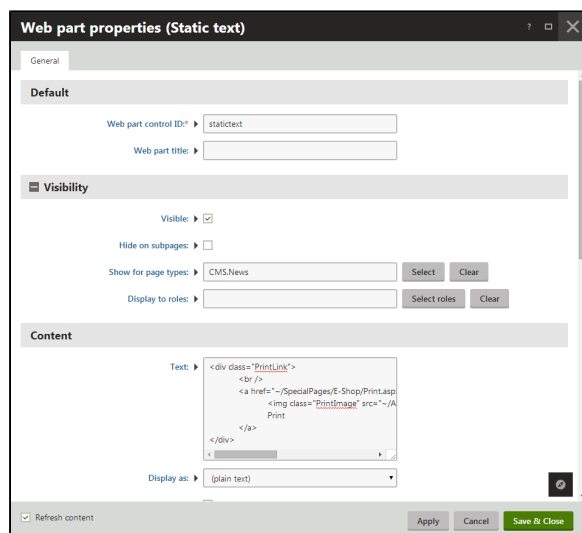 Web part properties (Static text)
?
General
Default
Web part control ID:* statictext
Web part title:
Visibility
Visible:
Hide on subpages:
Show for page types: CMS.News Select Clear
Display to roles: Select roles Clear
Content
Text: <div class="PrintLink">
<br />
<a href="~/SpecialPages/E-Shop/Print.asp
<img class="PrintImage" src="~/A
Print
</a>
</div>
Display as: (plain text)
Refresh content Apply Cancel Save & Close